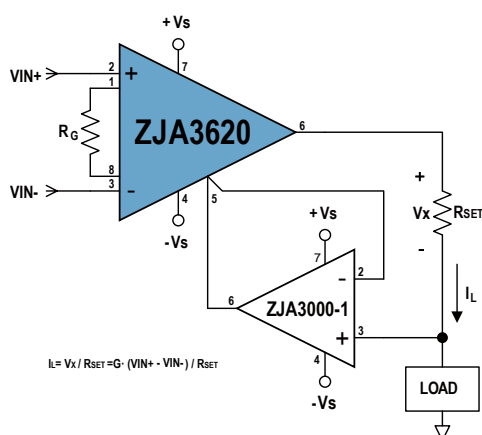 +Vs
VIN+
2
+
7
1
RG
ZJA3620
6
8
VIN-
3
-
4
5
-Vs
+
Vx
RSET
-
IL
+Vs
7
2
-
6
ZJA3000-1
+
3
4
-Vs
LOAD
IL= Vx / RSET =G· (VIN+ - VIN-) / RSET